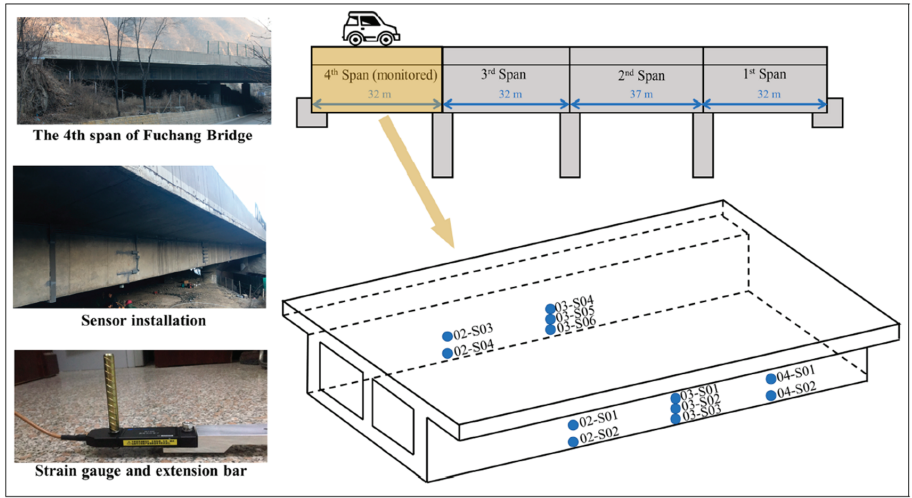 The 4th span of Fuchang Bridge
Sensor installation
Strain gauge and extension bar
4th Span (monitored)
3rd Span
2nd Span
1st Span
32 m
32 m
37 m
32 m
02-S03
02-S04
03-S04
03-S05
03-S06
02-S01
02-S02
03-S01
03-S02
03-S03
04-S01
04-S02